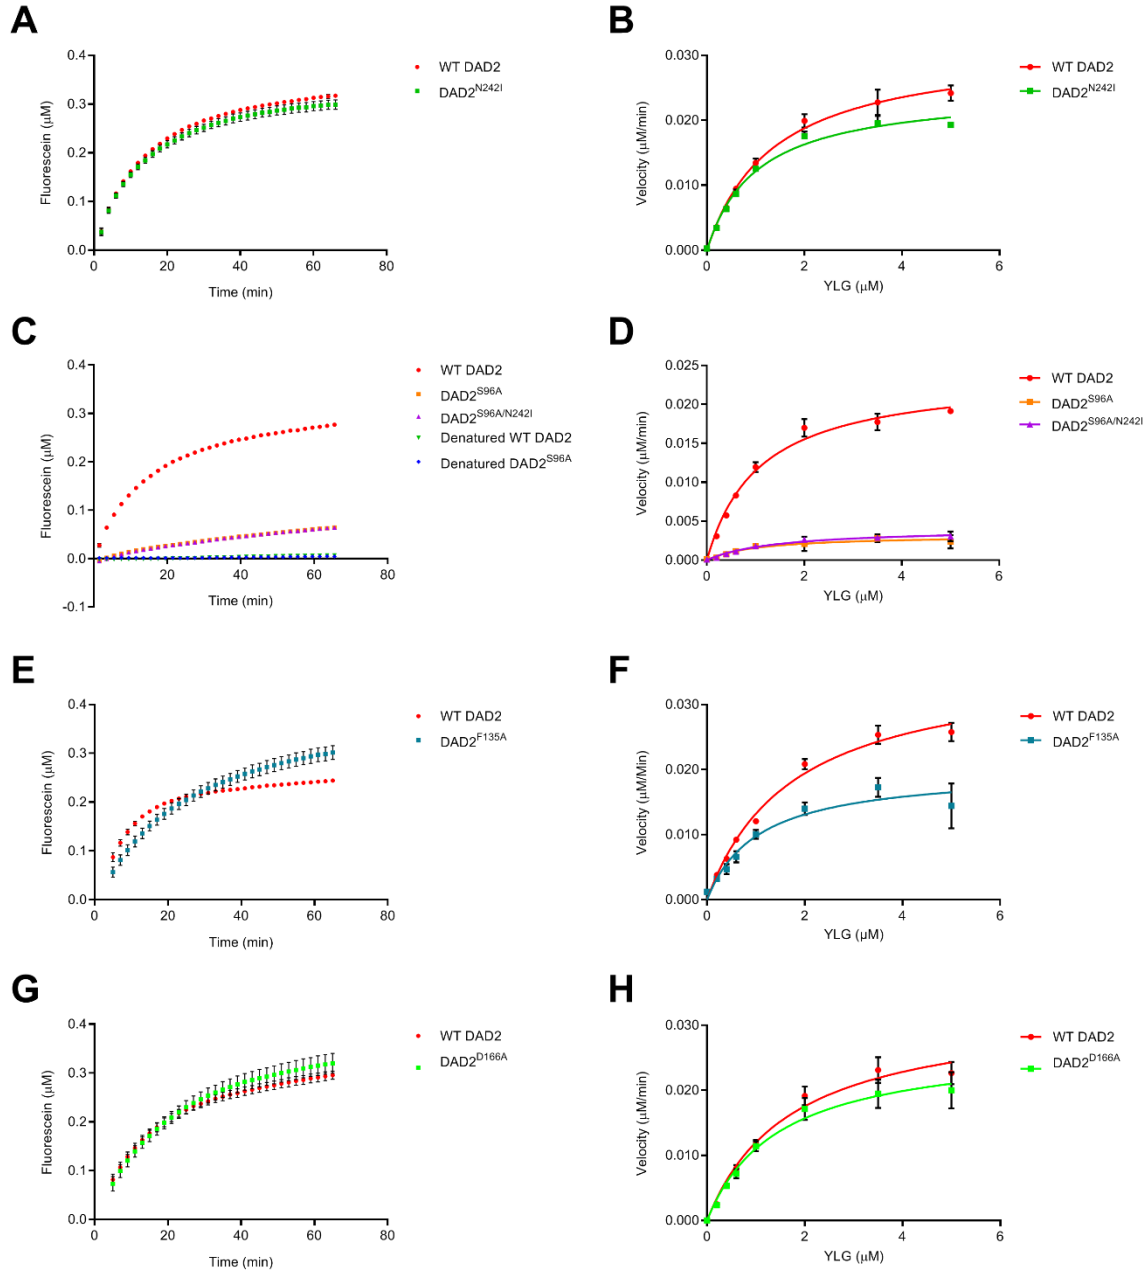 A
Fluorescein (µM)
0.4
0.3
0.2
0.1
0.0
0
20
40
60
80
Time (min)
WT DAD2
DAD2N242I
B
Velocity (µM/min)
0.030
0.020
0.010
0.000
0
2
4
6
YLG (µM)
WT DAD2
DAD2N242I
C
Fluorescein (µM)
0.4
0.3
0.2
0.1
0.0
-0.1
20
40
60
80
Time (min)
WT DAD2
DAD2S96A
DAD2S96A/N242I
Denatured WT DAD2
Denatured DAD2S96A
D
Velocity (µM/min)
0.025
0.020
0.015
0.010
0.005
0.000
0
2
4
6
YLG (µM)
WT DAD2
DAD2S96A
DAD2S96A/N242I
E
Fluorescein (µM)
0.4
0.3
0.2
0.1
0.0
0
20
40
60
80
Time (min)
WT DAD2
DAD2F135A
F
Velocity (µM/Min)
0.030
0.020
0.010
0.000
0
2
4
6
YLG (µM)
WT DAD2
DAD2F135A
G
Fluorescein (µM)
0.4
0.3
0.2
0.1
0.0
0
20
40
60
80
Time (min)
WT DAD2
DAD2D166A
H
Velocity (µM/min)
0.030
0.020
0.010
0.000
0
2
4
6
YLG (µM)
WT DAD2
DAD2D166A